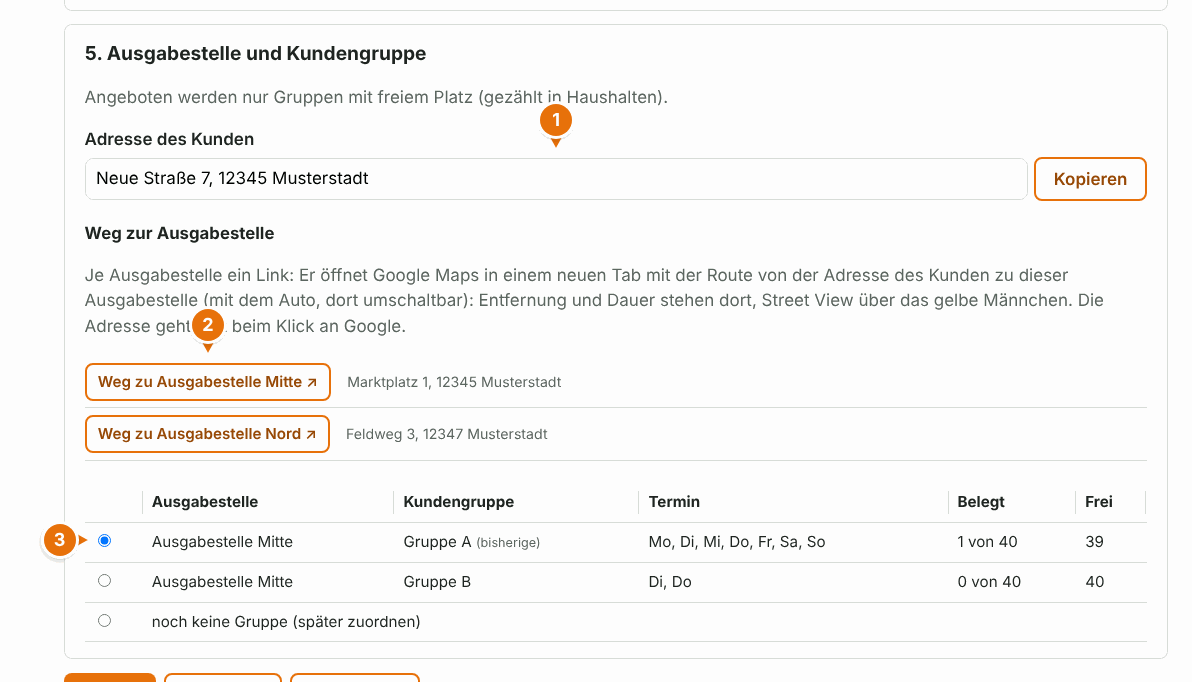 5. Ausgabestelle und Kundengruppe
Angeboten werden nur Gruppen mit freiem Platz (gezählt in Haushalten).
1
Adresse des Kunden
Neue Straße 7, 12345 Musterstadt
Kopieren
Weg zur Ausgabestelle
Je Ausgabestelle ein Link: Er öffnet Google Maps in einem neuen Tab mit der Route von der Adresse des Kunden zu dieser
Ausgabestelle (mit dem Auto, dort umschaltbar): Entfernung und Dauer stehen dort, Street View über das gelbe Männchen. Die
Adresse geht beim Klick an Google.
2
Weg zu Ausgabestelle Mitte ↗ Marktplatz 1, 12345 Musterstadt
Weg zu Ausgabestelle Nord ↗ Feldweg 3, 12347 Musterstadt
Ausgabestelle Kundengruppe Termin Belegt Frei
3 Ausgabestelle Mitte Gruppe A (bisherige) Mo, Di, Mi, Do, Fr, Sa, So 1 von 40 39
Ausgabestelle Mitte Gruppe B Di, Do 0 von 40 40
noch keine Gruppe (später zuordnen)